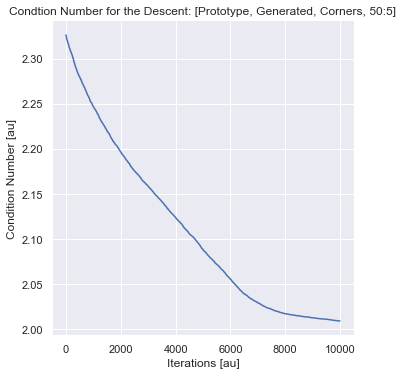 Condtion Number for the Descent: [Prototype, Generated, Corners, 50:5]
Condition Number [au]
2.30
2.25
2.20
2.15
2.10
2.05
2.00
0 2000 4000 6000 8000 10000
Iterations [au]